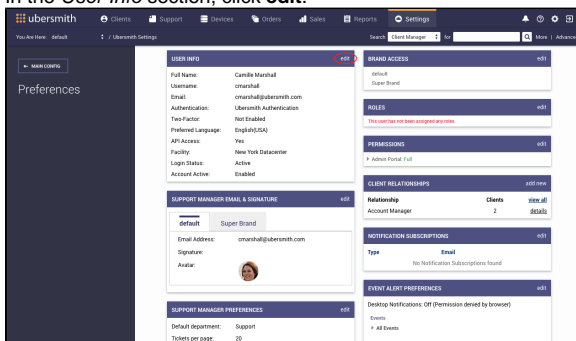 In the User Info section, click edit.
ubersmith Clients Support Devices Orders Sales Reports Settings
You Are Here: default / Ubersmith Settings Search Client Manager for More | Advance
← MAIN CONFIG
Preferences
USER INFO edit
Full Name: Camille Marshall
Username: cmarshall
Email: cmarshall@ubersmith.com
Authentication: Ubersmith Authentication
Two-Factor: Not Enabled
Preferred Language: English(USA)
API Access: Yes
Facility: New York Datacenter
Login Status: Active
Account Active: Enabled
SUPPORT MANAGER EMAIL & SIGNATURE edit
default Super Brand
Email Address: cmarshall@ubersmith.com
Signature:
Avatar:
SUPPORT MANAGER PREFERENCES edit
Default department: Support
Tickets per page: 20
BRAND ACCESS edit
default
Super Brand
ROLES edit
This user has not been assigned any roles.
PERMISSIONS edit
Admin Portal: Full
CLIENT RELATIONSHIPS add new
Relationship Clients view all
Account Manager 2 details
NOTIFICATION SUBSCRIPTIONS edit
Type Email
No Notification Subscriptions found
EVENT ALERT PREFERENCES edit
Desktop Notifications: Off (Permission denied by browser)
Events
All Events